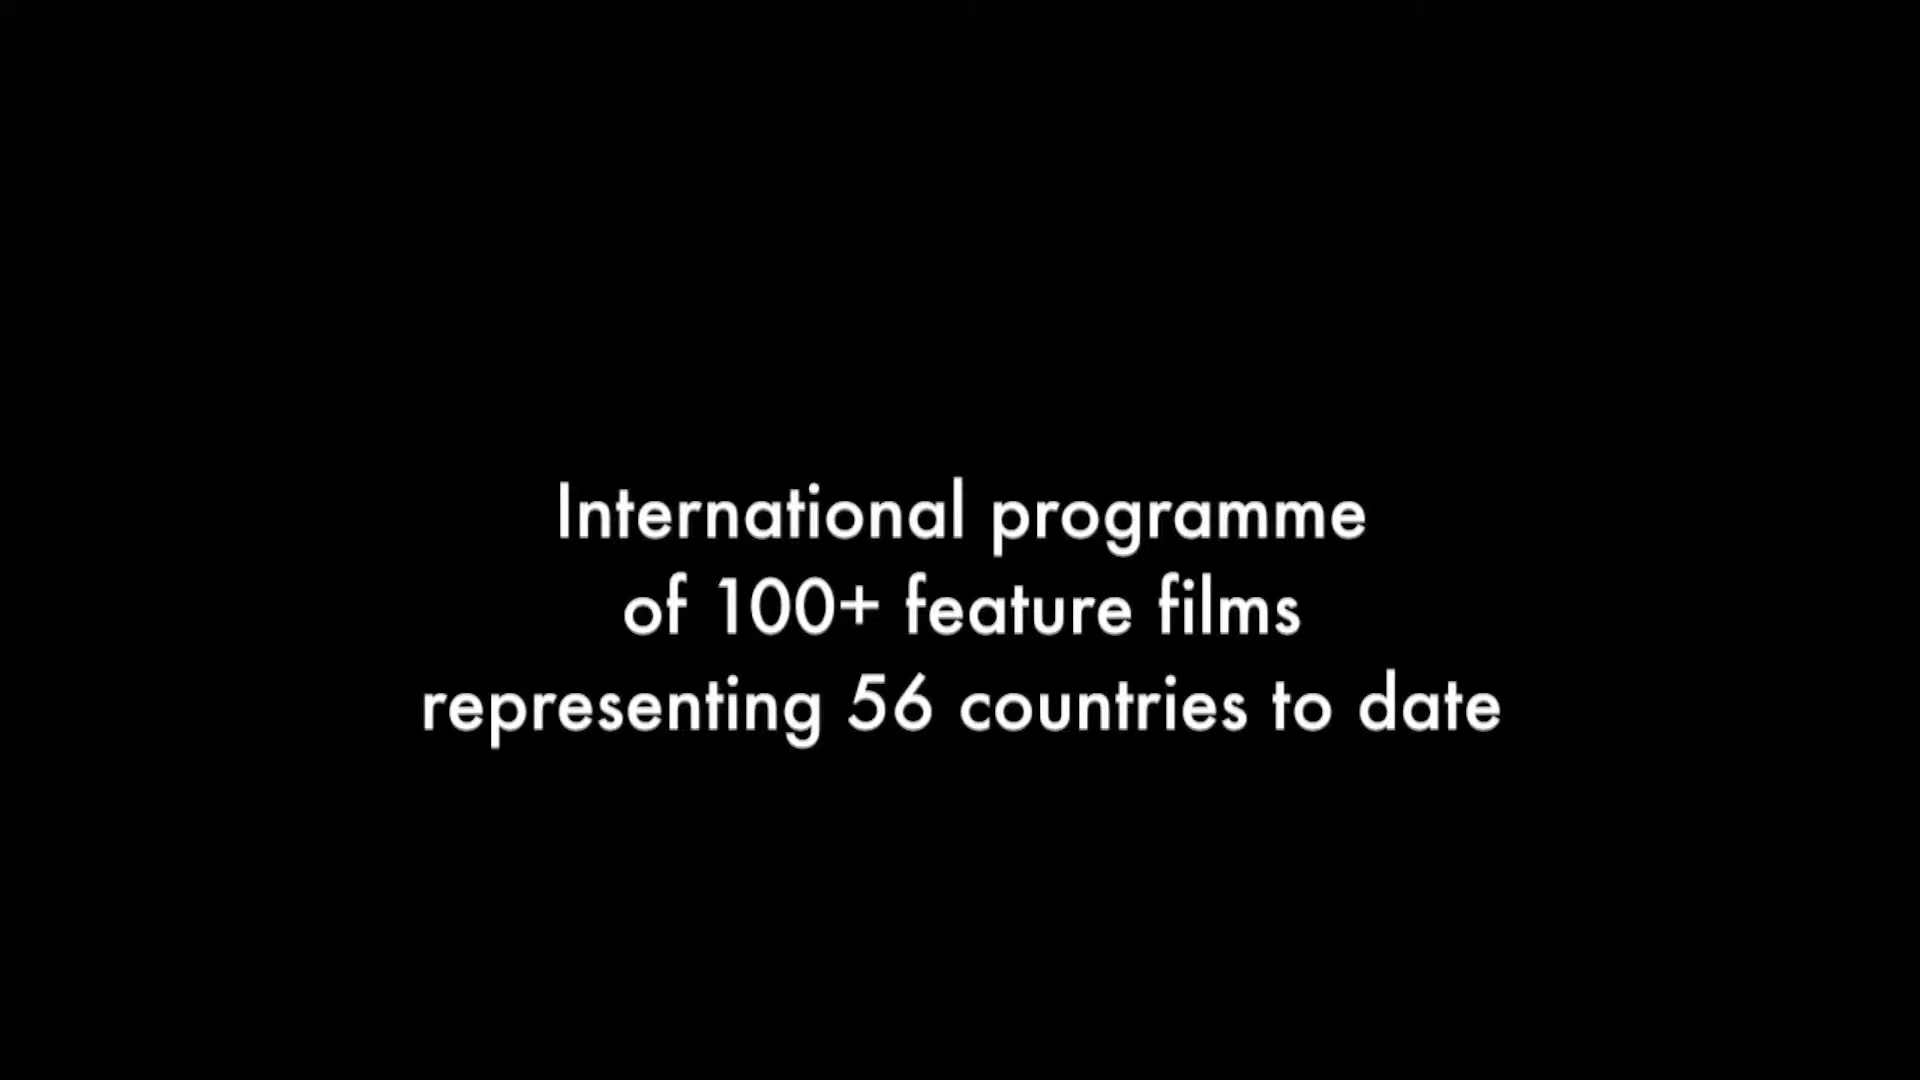 International programme
of 100+ feature films
representing 56 countries to date